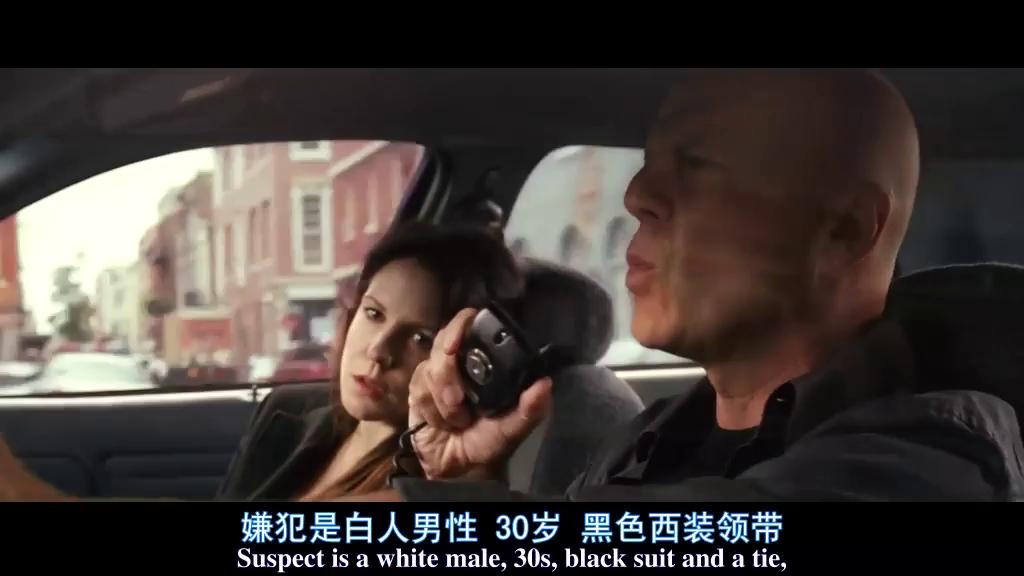 嫌犯是白人男性 30岁 黑色西装领带
Suspect is a white male, 30s, black suit and a tie,